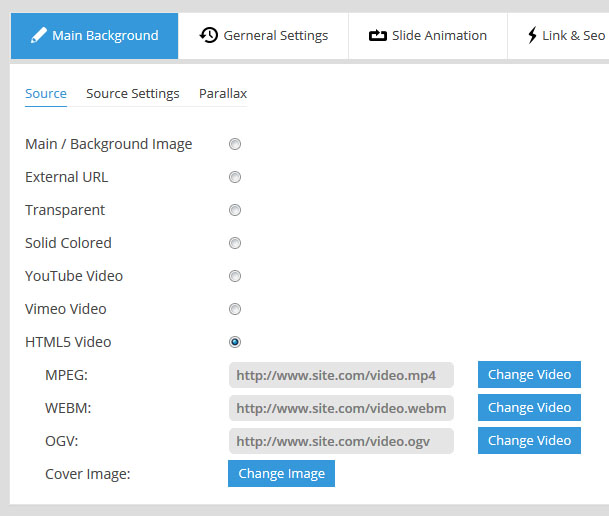 Main Background Gerneral Settings Slide Animation Link & Seo
Source Source Settings Parallax
Main / Background Image
External URL
Transparent
Solid Colored
YouTube Video
Vimeo Video
HTML5 Video
MPEG: http://www.site.com/video.mp4 Change Video
WEBM: http://www.site.com/video.webm Change Video
OGV: http://www.site.com/video.ogv Change Video
Cover Image: Change Image